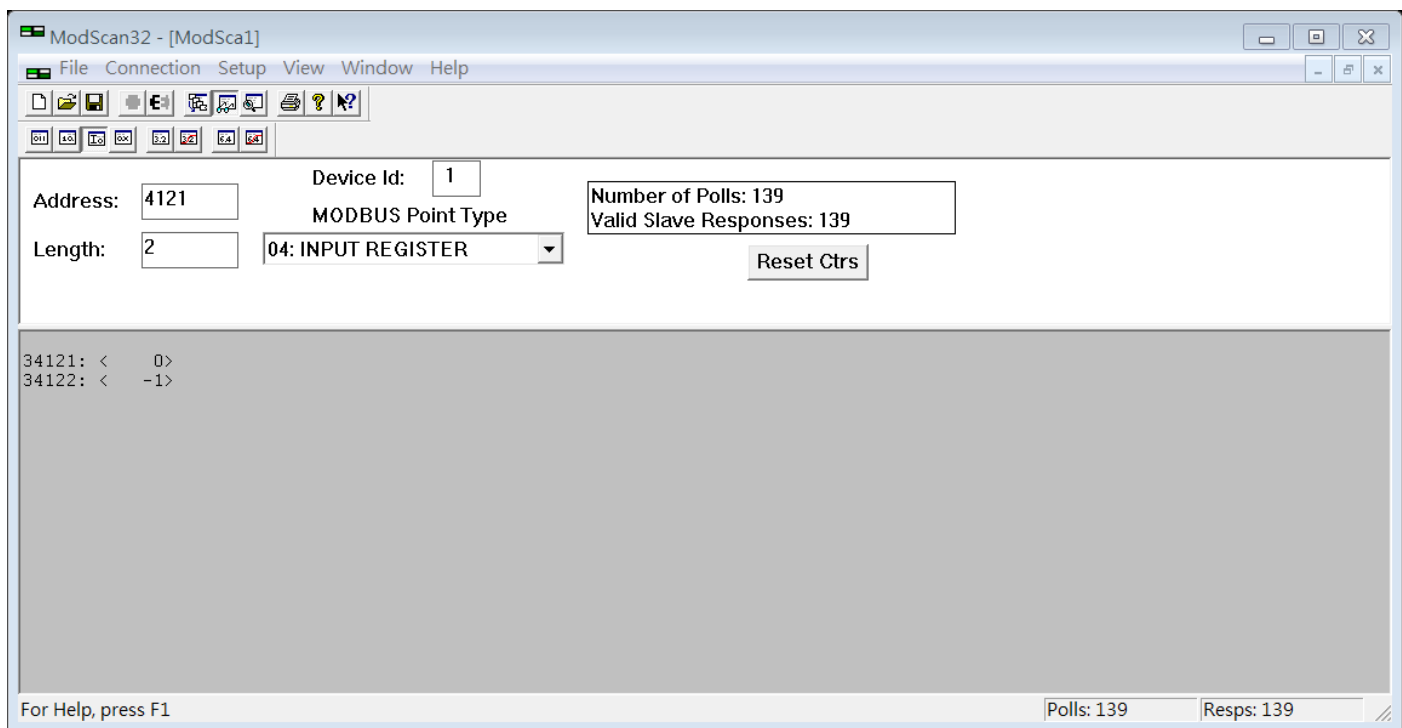 ModScan32 - [ModSca1]
File Connection Setup View Window Help
Address: 4121
Device Id: 1
MODBUS Point Type
Length: 2
04: INPUT REGISTER
Number of Polls: 139
Valid Slave Responses: 139
Reset Ctrs
34121: <    0>
34122: <   -1>
For Help, press F1
Polls: 139
Resps: 139